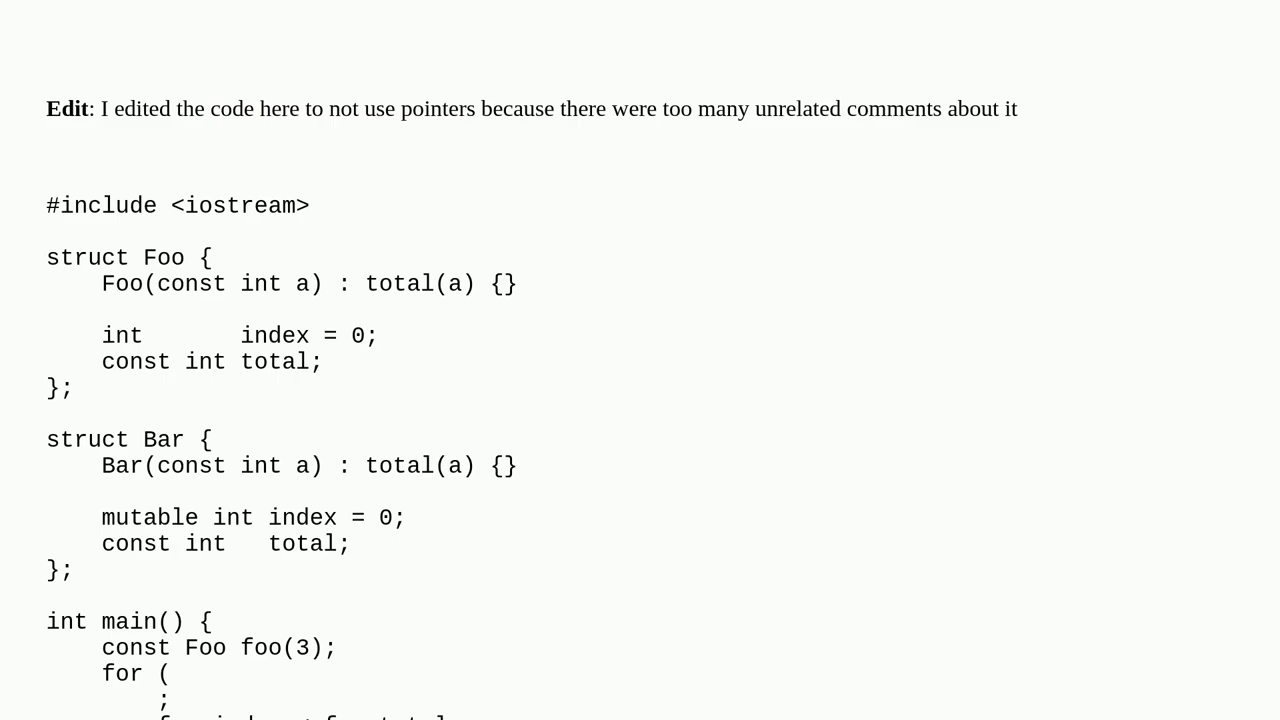 Edit: I edited the code here to not use pointers because there were too many unrelated comments about it
#include <iostream>
struct Foo {
    Foo(const int a) : total(a) {}
    int       index = 0;
    const int total;
};
struct Bar {
    Bar(const int a) : total(a) {}
    mutable int index = 0;
    const int   total;
};
int main() {
    const Foo foo(3);
    for (
        ;